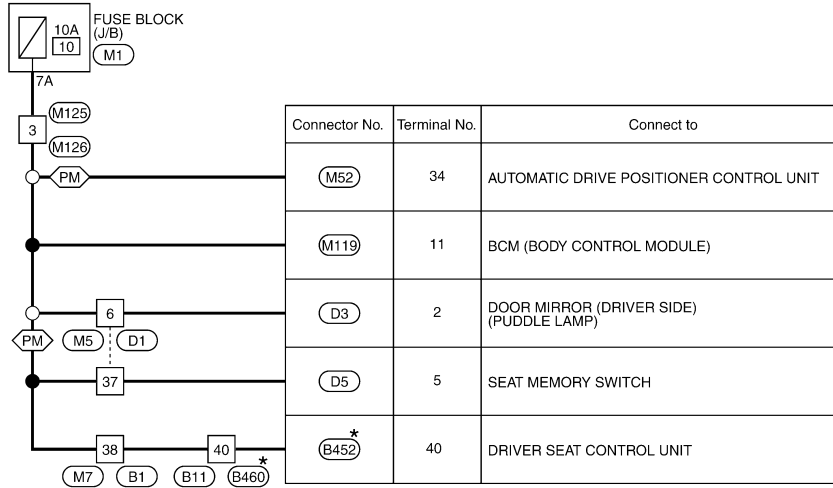 FUSE BLOCK
(J/B)
10A
10
M1
7A
M125
3
M126
Connector No. Terminal No. Connect to
PM M52 34 AUTOMATIC DRIVE POSITIONER CONTROL UNIT
M119 11 BCM (BODY CONTROL MODULE)
6 D3 2 DOOR MIRROR (DRIVER SIDE)
(PUDDLE LAMP)
PM M5 D1
37 D5 5 SEAT MEMORY SWITCH
38 40 B452* 40 DRIVER SEAT CONTROL UNIT
M7 B1 B11 B460*